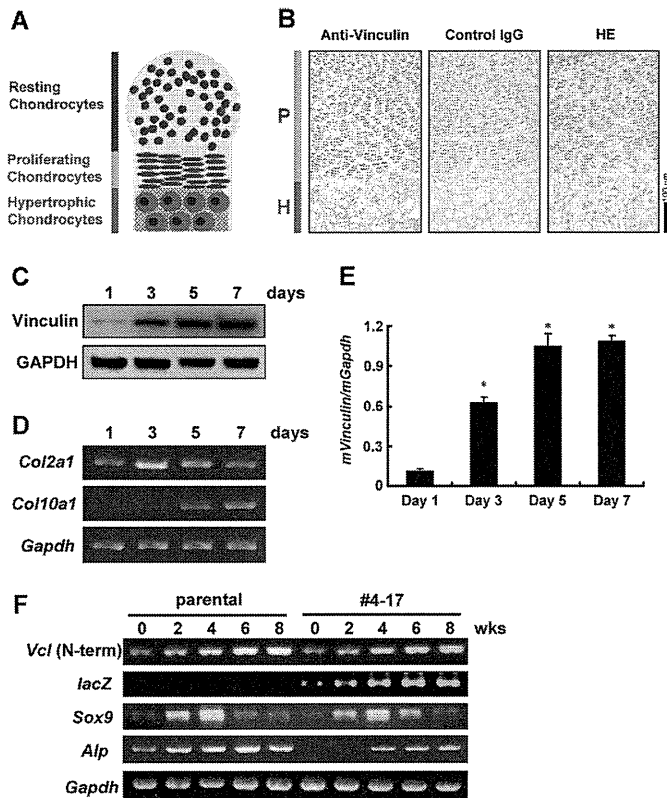 A
Resting
Chondrocytes
Proliferating
Chondrocytes
Hypertrophic
Chondrocytes
B
Anti-Vinculin Control IgG HE
P
H
100 μm
C
1 3 5 7 days
Vinculin
GAPDH
D
1 3 5 7 days
Col2a1
Col10a1
Gapdh
E
mVinculin/mGapdh
1.2
0.9
0.6
0.3
0
* * *
Day 1 Day 3 Day 5 Day 7
F
parental #4-17
0 2 4 6 8 0 2 4 6 8 wks
Vcl (N-term)
lacZ
Sox9
Alp
Gapdh